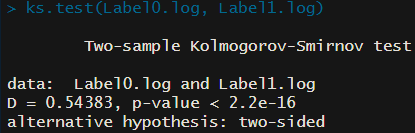 > ks.test(Label0.log, Label1.log)
Two-sample Kolmogorov-Smirnov test
data:  Label0.log and Label1.log
D = 0.54383, p-value < 2.2e-16
alternative hypothesis: two-sided